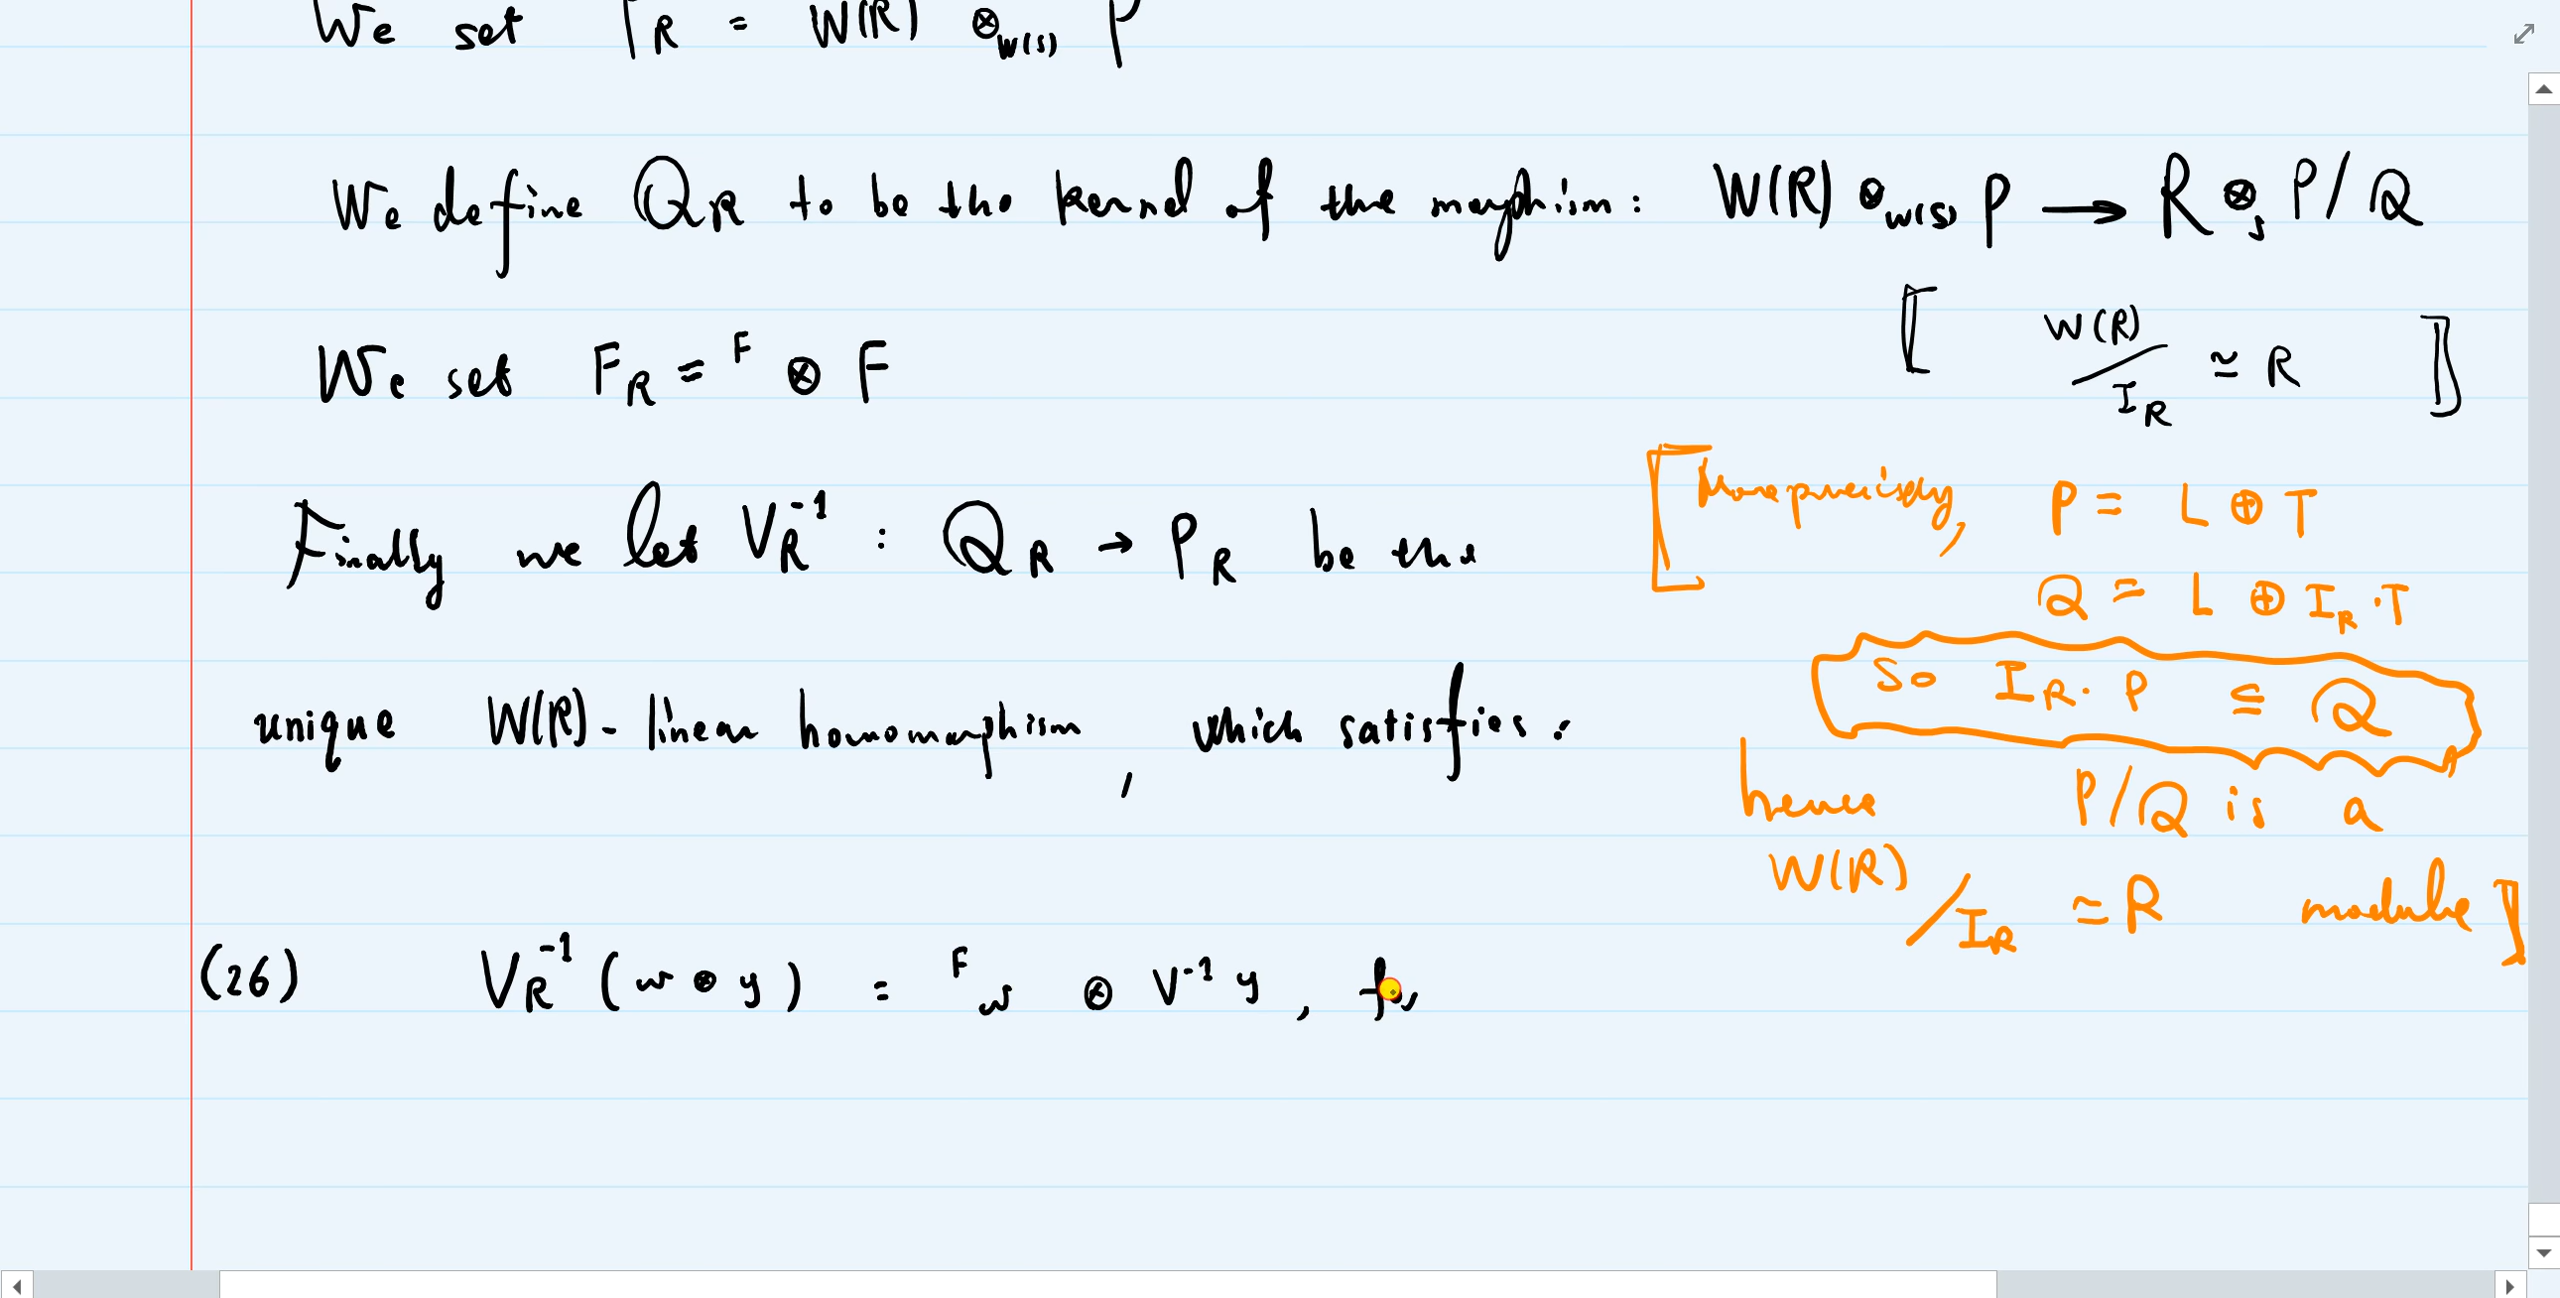 We set P_R = W(R) ⊗_{W(S)} P
We define Q_R to be the kernel of the morphism: W(R) ⊗_{W(S)} P → R ⊗_S P/Q
[ W(R)/I_R ≃ R ]
We set F_R = ^F ⊗ F
Finally we let V_R^{-1} : Q_R → P_R be the
unique W(R)-linear homomorphism, which satisfies:
(26) V_R^{-1} (w ⊗ y) = ^F w ⊗ V^{-1} y, for
[ More precisely, P = L ⊕ T
Q = L ⊕ I_R · T
So I_R · P ⊆ Q
hence P/Q is a
W(R)/I_R ≃ R module ]